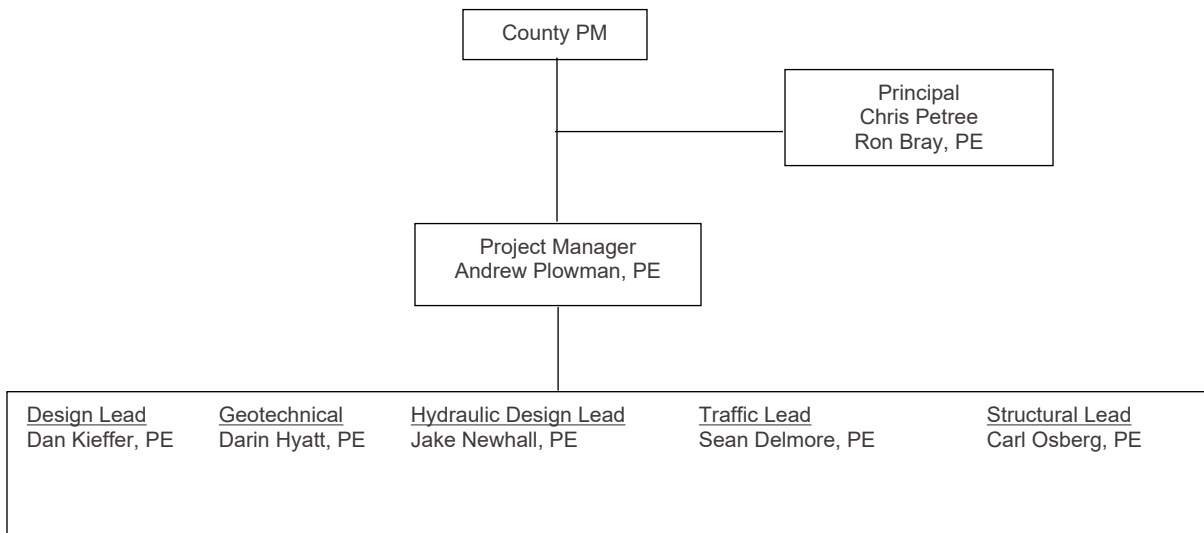 County PM
Principal
Chris Petree
Ron Bray, PE
Project Manager
Andrew Plowman, PE
Design Lead
Dan Kieffer, PE
Geotechnical
Darin Hyatt, PE
Hydraulic Design Lead
Jake Newhall, PE
Traffic Lead
Sean Delmore, PE
Structural Lead
Carl Osberg, PE